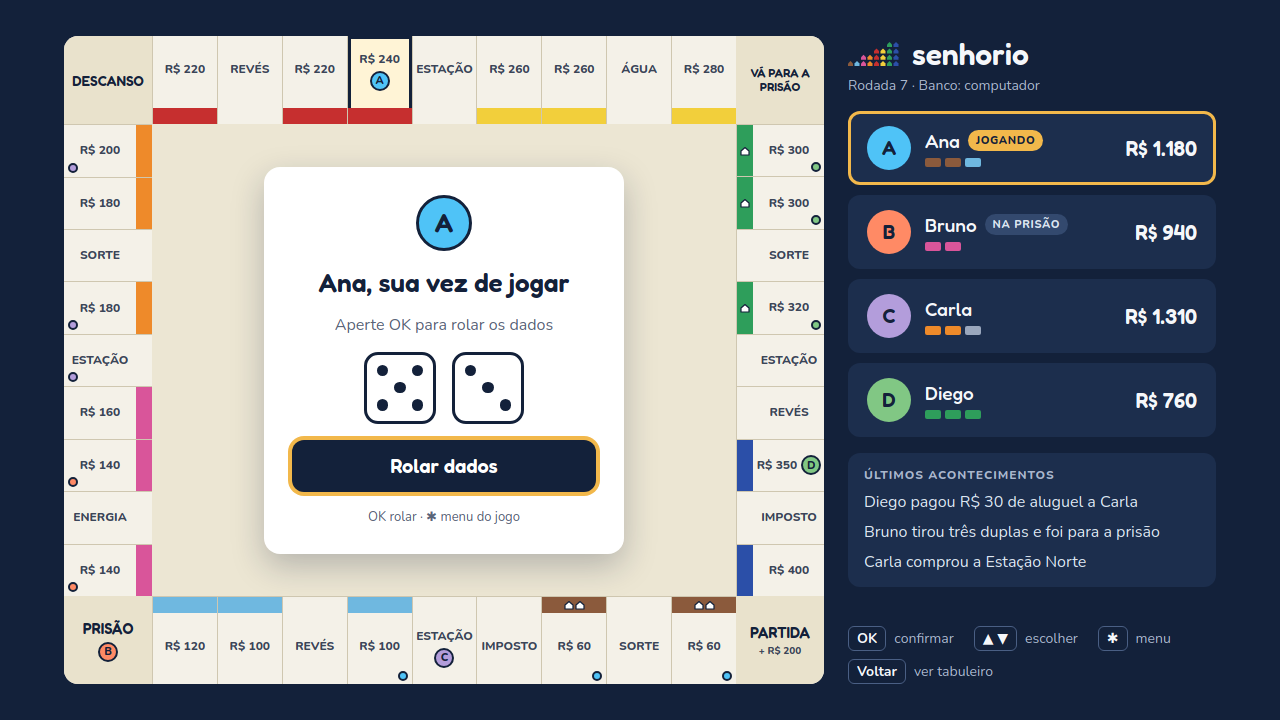 DESCANSO
R$ 220
REVÉS
R$ 220
R$ 240
A
ESTAÇÃO
R$ 260
R$ 260
ÁGUA
R$ 280
VÁ PARA A
PRISÃO
R$ 200
R$ 180
SORTE
R$ 180
ESTAÇÃO
R$ 160
R$ 140
ENERGIA
R$ 140
A
Ana, sua vez de jogar
Aperte OK para rolar os dados
Rolar dados
OK rolar · ✱ menu do jogo
R$ 300
R$ 300
SORTE
R$ 320
ESTAÇÃO
REVÉS
R$ 350 D
IMPOSTO
R$ 400
PRISÃO
B
R$ 120
R$ 100
REVÉS
R$ 100
ESTAÇÃO
C
IMPOSTO
R$ 60
SORTE
R$ 60
PARTIDA
+ R$ 200
senhorio
Rodada 7 · Banco: computador
A Ana JOGANDO R$ 1.180
B Bruno NA PRISÃO R$ 940
C Carla R$ 1.310
D Diego R$ 760
ÚLTIMOS ACONTECIMENTOS
Diego pagou R$ 30 de aluguel a Carla
Bruno tirou três duplas e foi para a prisão
Carla comprou a Estação Norte
OK confirmar ▲▼ escolher ✱ menu
Voltar ver tabuleiro